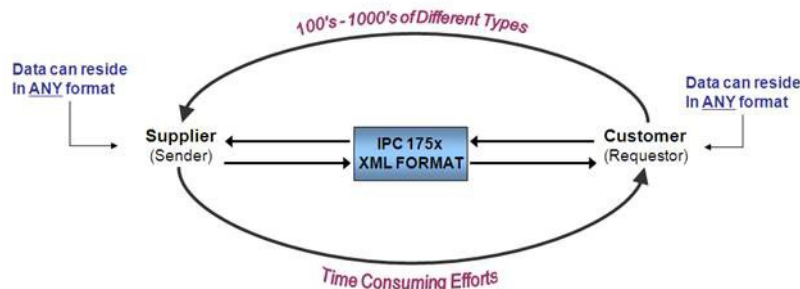 100's - 1000's of Different Types
Data can reside
In ANY format
Data can reside
In ANY format
Supplier
(Sender)
IPC 175x
XML FORMAT
Customer
(Requestor)
Time Consuming Efforts